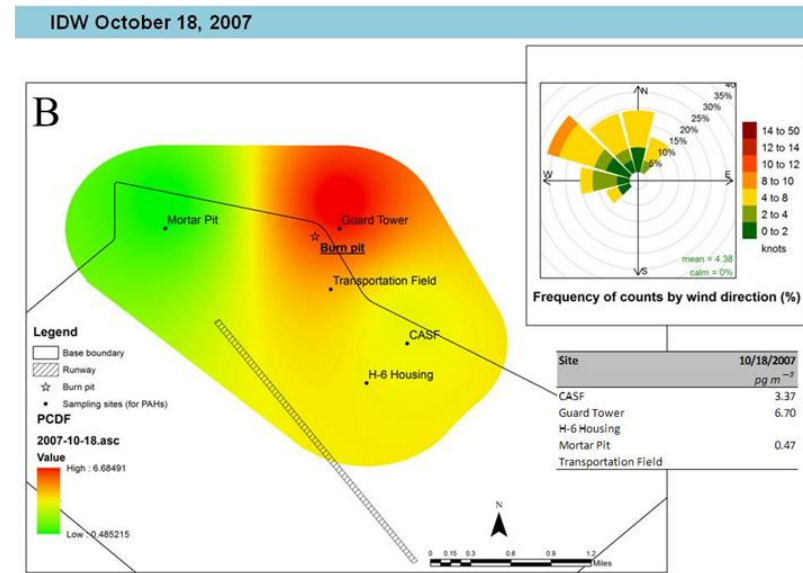 IDW October 18, 2007
B
Mortar Pit
Guard Tower
Burn pit
Transportation Field
CASF
H-6 Housing
Legend
Base boundary
Runway
Burn pit
Sampling sites (for PAHs)
PCDF
2007-10-18.asc
Value
High : 6.68491
Low : 0.485215
N
0 0.15 0.3 0.6 0.9 1.2
Miles
N
W
E
S
5%
10%
15%
20%
25%
30%
35%
40
14 to 50
12 to 14
10 to 12
8 to 10
4 to 8
2 to 4
0 to 2
knots
mean = 4.38
calm = 0%
Frequency of counts by wind direction (%)
Site 10/18/2007
pg m⁻³
CASF 3.37
Guard Tower 6.70
H-6 Housing
Mortar Pit 0.47
Transportation Field